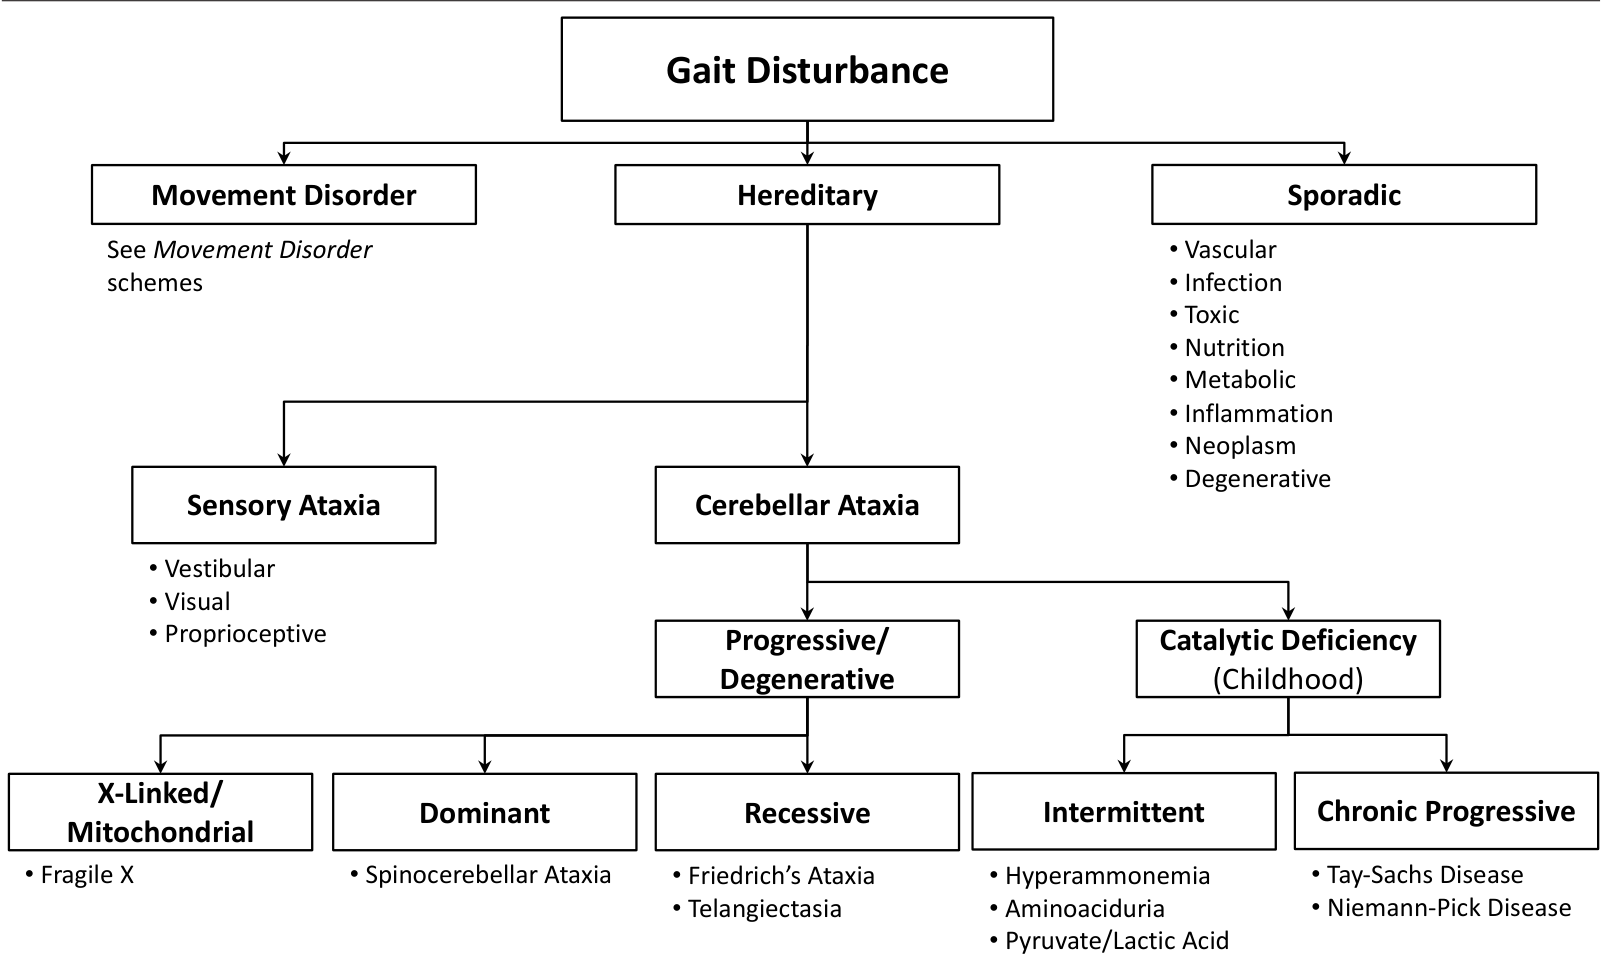 Gait Disturbance
Movement Disorder
See Movement Disorder
schemes
Hereditary
Sporadic
• Vascular
• Infection
• Toxic
• Nutrition
• Metabolic
• Inflammation
• Neoplasm
• Degenerative
Sensory Ataxia
• Vestibular
• Visual
• Proprioceptive
Cerebellar Ataxia
Progressive/
Degenerative
Catalytic Deficiency
(Childhood)
X-Linked/
Mitochondrial
• Fragile X
Dominant
• Spinocerebellar Ataxia
Recessive
• Friedrich’s Ataxia
• Telangiectasia
Intermittent
• Hyperammonemia
• Aminoaciduria
• Pyruvate/Lactic Acid
Chronic Progressive
• Tay-Sachs Disease
• Niemann-Pick Disease